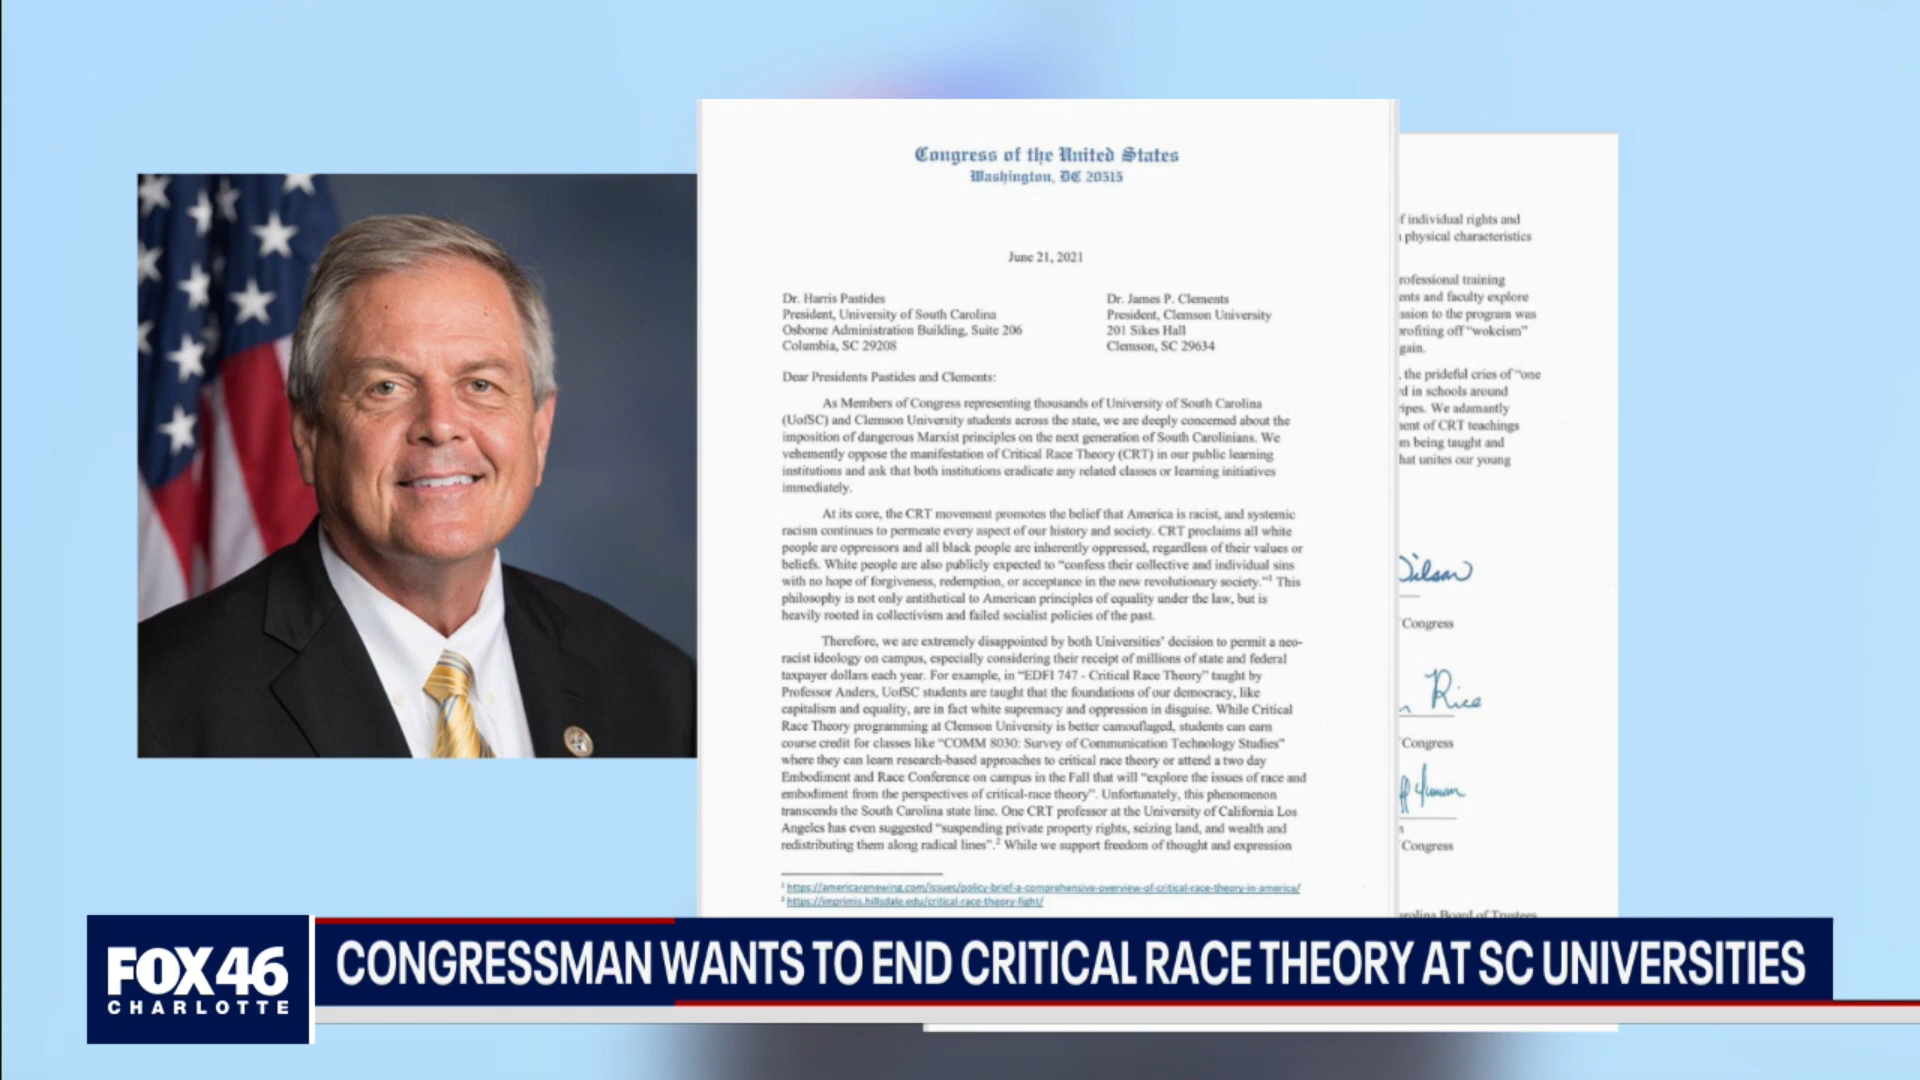 Congress of the United States
Washington, DC 20515
June 21, 2021
Dr. Harris Pastides
President, University of South Carolina
Osborne Administration Building, Suite 206
Columbia, SC 29208
Dr. James P. Clements
President, Clemson University
201 Sikes Hall
Clemson, SC 29634
Dear Presidents Pastides and Clements:
As Members of Congress representing thousands of University of South Carolina
(UofSC) and Clemson University students across the state, we are deeply concerned about the
imposition of dangerous Marxist principles on the next generation of South Carolinians. We
vehemently oppose the manifestation of Critical Race Theory (CRT) in our public learning
institutions and ask that both institutions eradicate any related classes or learning initiatives
immediately.
At its core, the CRT movement promotes the belief that America is racist, and systemic
racism continues to permeate every aspect of our history and society. CRT proclaims all white
people are oppressors and all black people are inherently oppressed, regardless of their values or
beliefs. White people are also publicly expected to “confess their collective and individual sins
with no hope of forgiveness, redemption, or acceptance in the new revolutionary society.”1 This
philosophy is not only antithetical to American principles of equality under the law, but is
heavily rooted in collectivism and failed socialist policies of the past.
Therefore, we are extremely disappointed by both Universities’ decision to permit a neo-
racist ideology on campus, especially considering their receipt of millions of state and federal
taxpayer dollars each year. For example, in “EDFI 747 - Critical Race Theory” taught by
Professor Anders, UofSC students are taught that the foundations of our democracy, like
capitalism and equality, are in fact white supremacy and oppression in disguise. While Critical
Race Theory programming at Clemson University is better camouflaged, students can earn
course credit for classes like “COMM 8030: Survey of Communication Technology Studies”
where they can learn research-based approaches to critical race theory or attend a two day
Embodiment and Race Conference on campus in the Fall that will “explore the issues of race and
embodiment from the perspectives of critical-race theory”. Unfortunately, this phenomenon
transcends the South Carolina state line. One CRT professor at the University of California Los
Angeles has even suggested “suspending private property rights, seizing land, and wealth and
redistributing them along radical lines”.2 While we support freedom of thought and expression
1 https://americarenewing.com/issues/policy-brief-a-comprehensive-overview-of-critical-race-theory-in-america/
2 https://imprimis.hillsdale.edu/critical-race-theory-fight/
f individual rights and
physical characteristics
rofessional training
ents and faculty explore
ssion to the program was
rofiting off “wokeism”
gain.
, the prideful cries of “one
d in schools around
ripes. We adamantly
nent of CRT teachings
m being taught and
hat unites our young
Wilson
Congress
Rice
Congress
Congress
arolina Board of Trustees
FOX 46
CHARLOTTE
CONGRESSMAN WANTS TO END CRITICAL RACE THEORY AT SC UNIVERSITIES